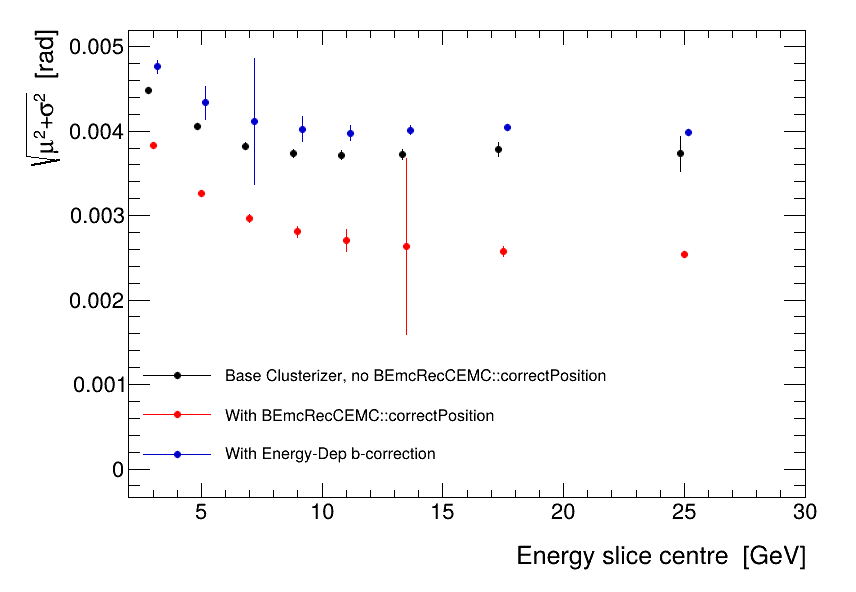 √μ²+σ² [rad]
0.005
0.004
0.003
0.002
0.001
0
Base Clusterizer, no BEmcRecCEMC::correctPosition
With BEmcRecCEMC::correctPosition
With Energy-Dep b-correction
5 10 15 20 25 30
Energy slice centre [GeV]